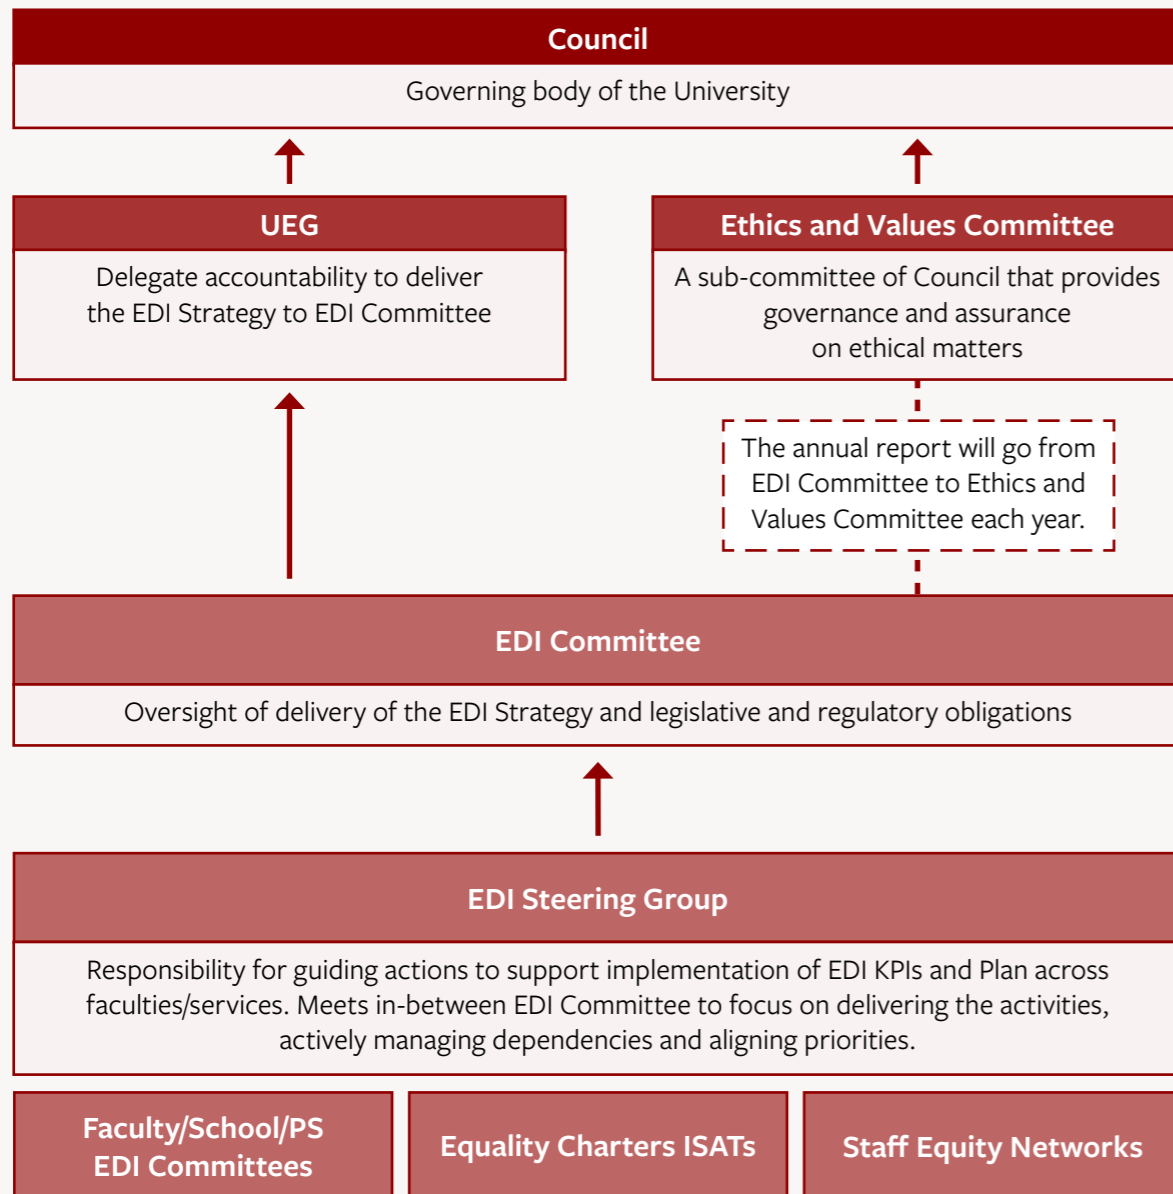 Council
Governing body of the University
UEG
Delegate accountability to deliver
the EDI Strategy to EDI Committee
Ethics and Values Committee
A sub-committee of Council that provides
governance and assurance
on ethical matters
The annual report will go from
EDI Committee to Ethics and
Values Committee each year.
EDI Committee
Oversight of delivery of the EDI Strategy and legislative and regulatory obligations
EDI Steering Group
Responsibility for guiding actions to support implementation of EDI KPIs and Plan across
faculties/services. Meets in-between EDI Committee to focus on delivering the activities,
actively managing dependencies and aligning priorities.
Faculty/School/PS
EDI Committees
Equality Charters ISATs
Staff Equity Networks